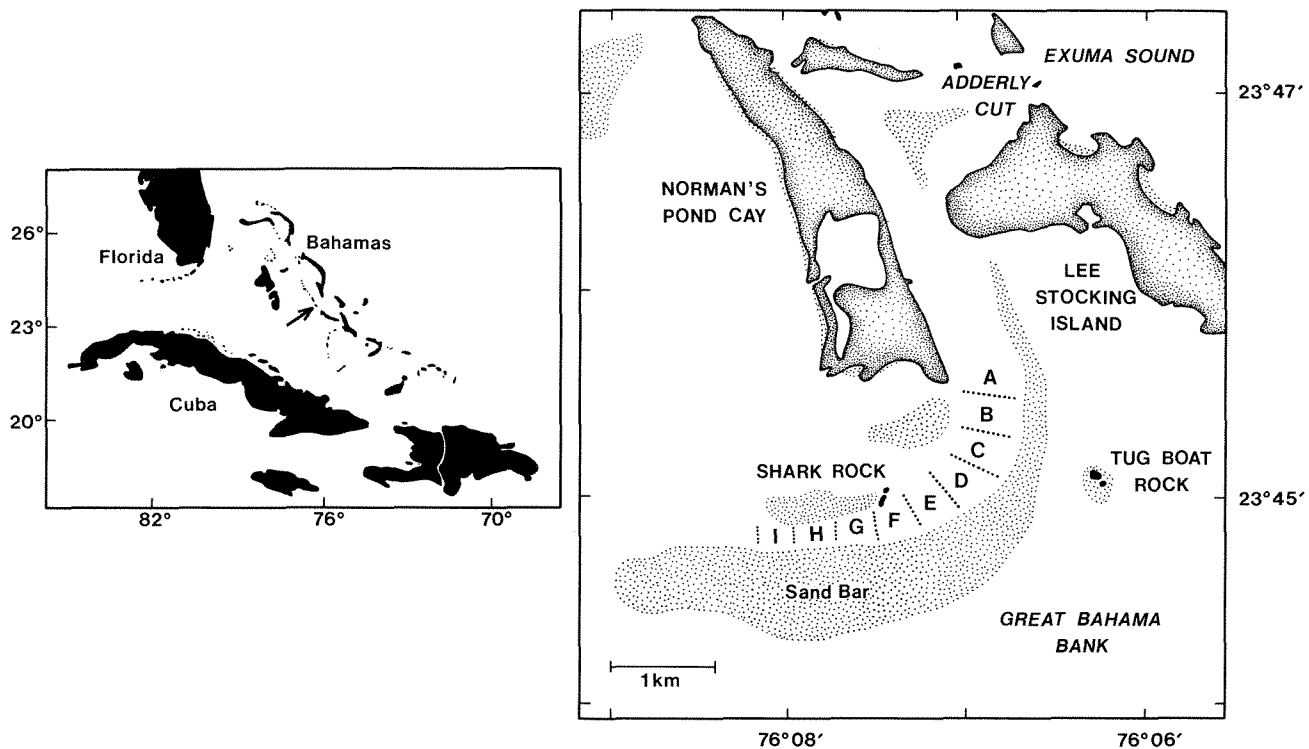 26°
23°
20°
82°
76°
70°
Florida
Bahamas
Cuba
EXUMA SOUND
ADDERLY
CUT
23°47′
NORMAN'S
POND CAY
LEE
STOCKING
ISLAND
A
B
C
D
E
F
G
H
I
SHARK ROCK
TUG BOAT
ROCK
23°45′
Sand Bar
GREAT BAHAMA
BANK
1km
76°08′
76°06′